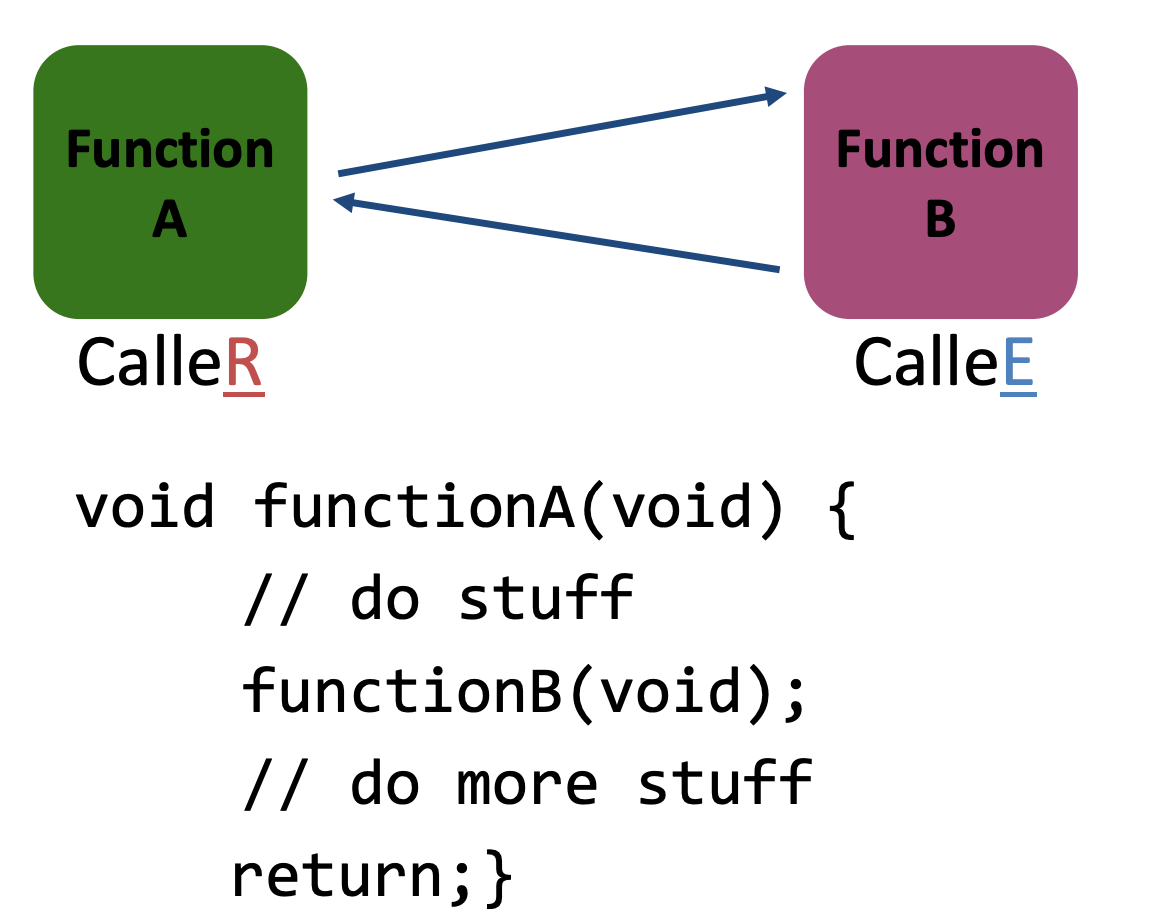 Function
A
Function
B
CalleR
CalleE
void functionA(void) {
// do stuff
functionB(void);
// do more stuff
return;}